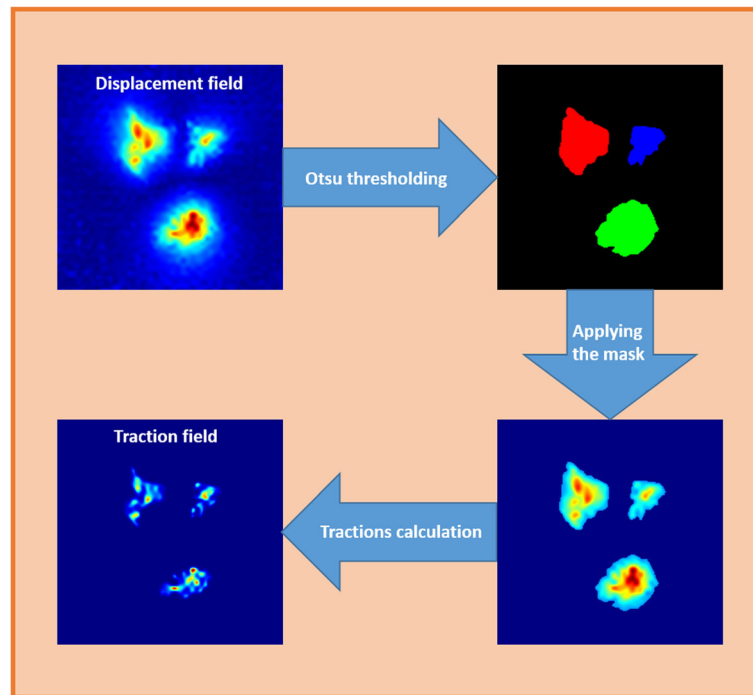 Displacement field
Otsu thresholding
Applying
the mask
Traction field
Tractions calculation